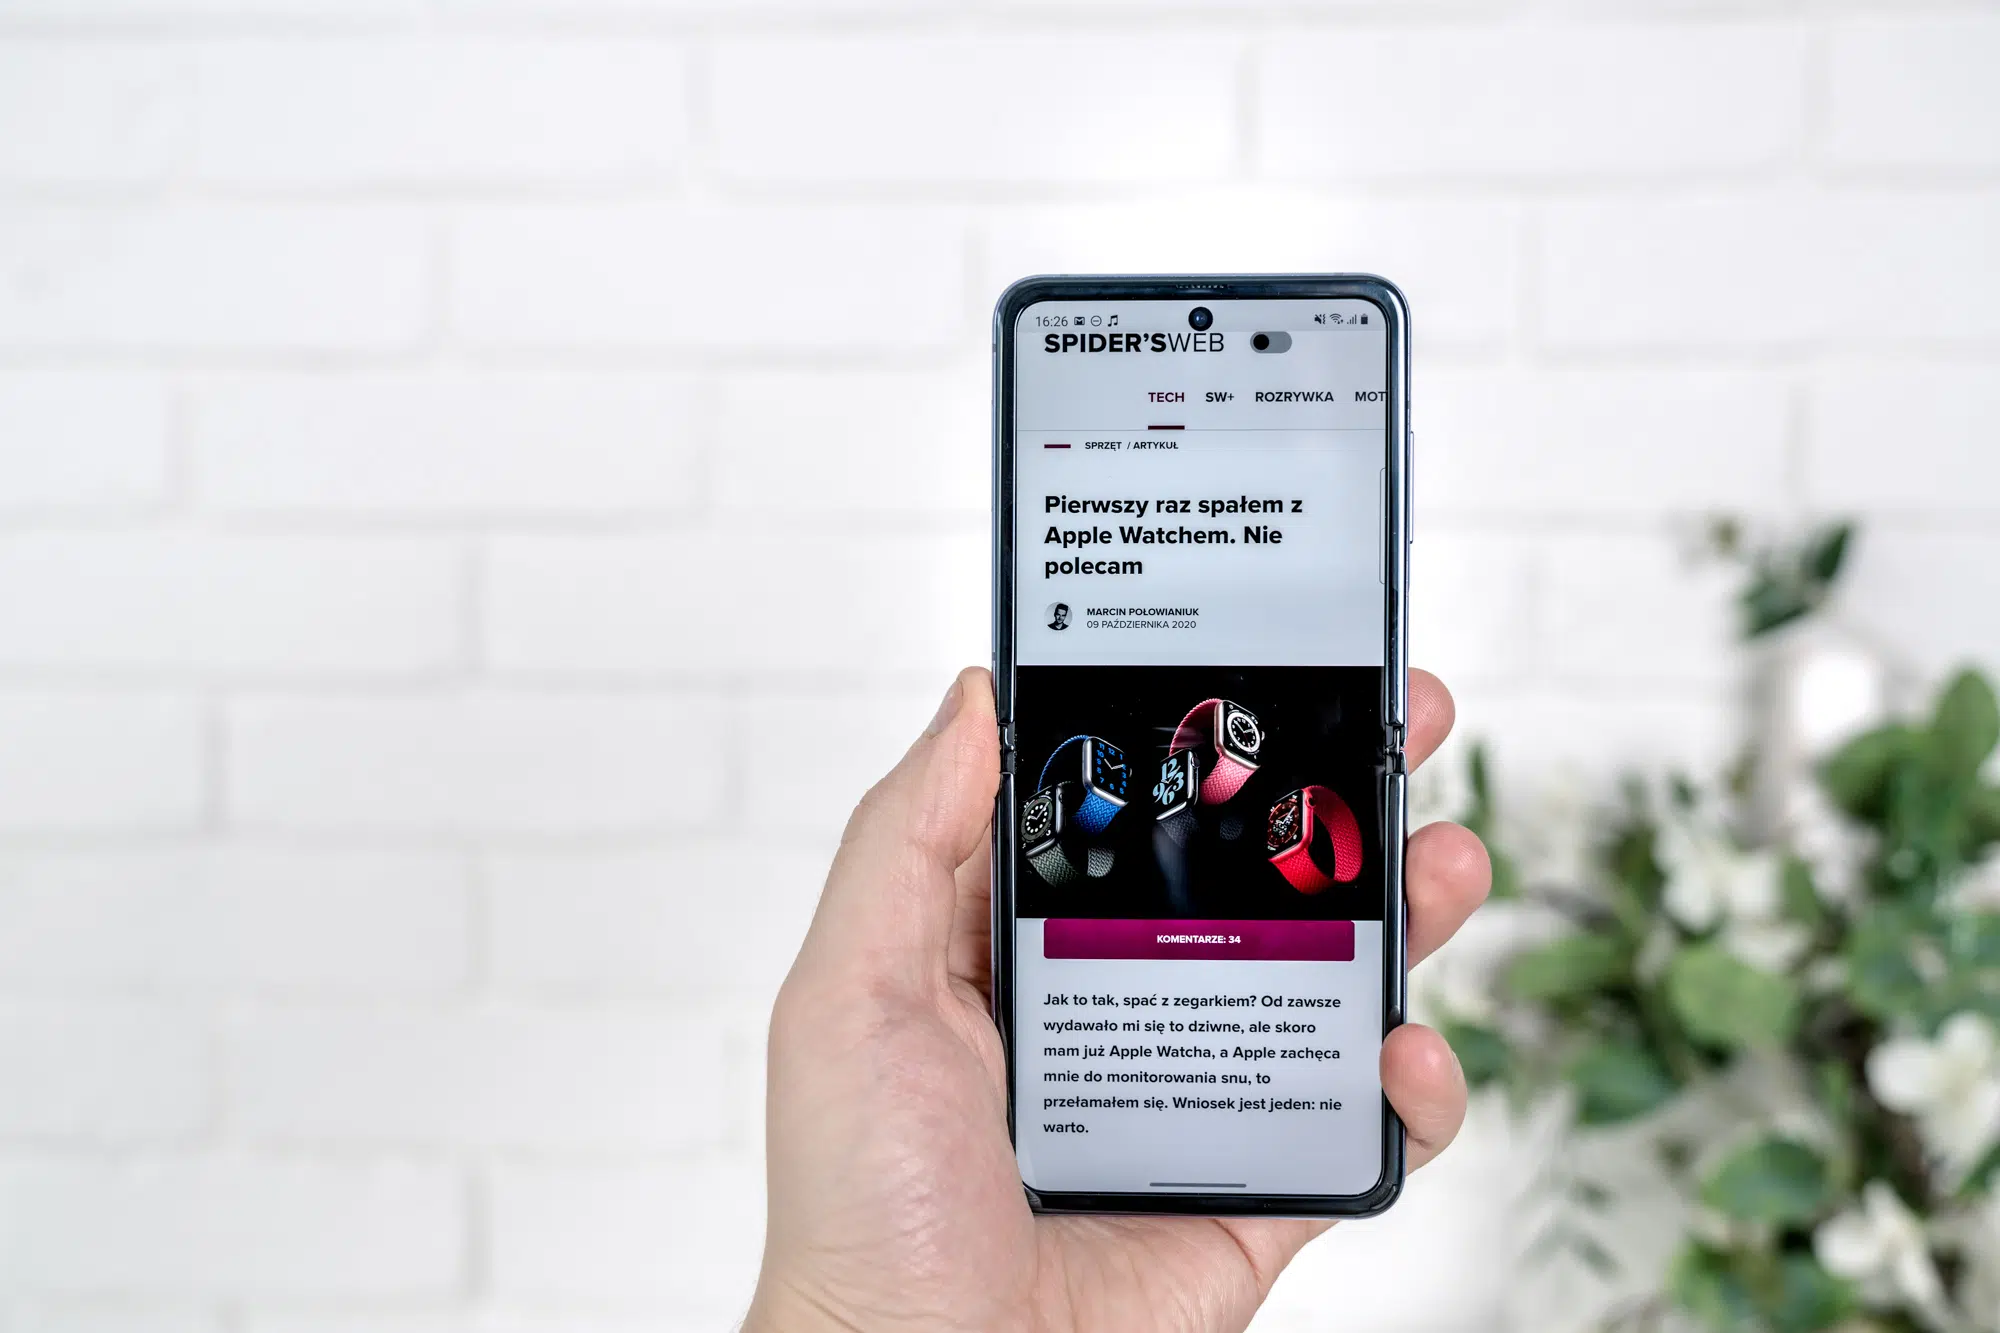 16:26
SPIDER'SWEB
TECH SW+ ROZRYWKA MOT
SPRZĘT / ARTYKUŁ
Pierwszy raz spałem z
Apple Watchem. Nie
polecam
MARCIN POŁOWIANIUK
09 PAŹDZIERNIKA 2020
KOMENTARZE: 34
Jak to tak, spać z zegarkiem? Od zawsze
wydawało mi się to dziwne, ale skoro
mam już Apple Watcha, a Apple zachęca
mnie do monitorowania snu, to
przełamałem się. Wniosek jest jeden: nie
warto.